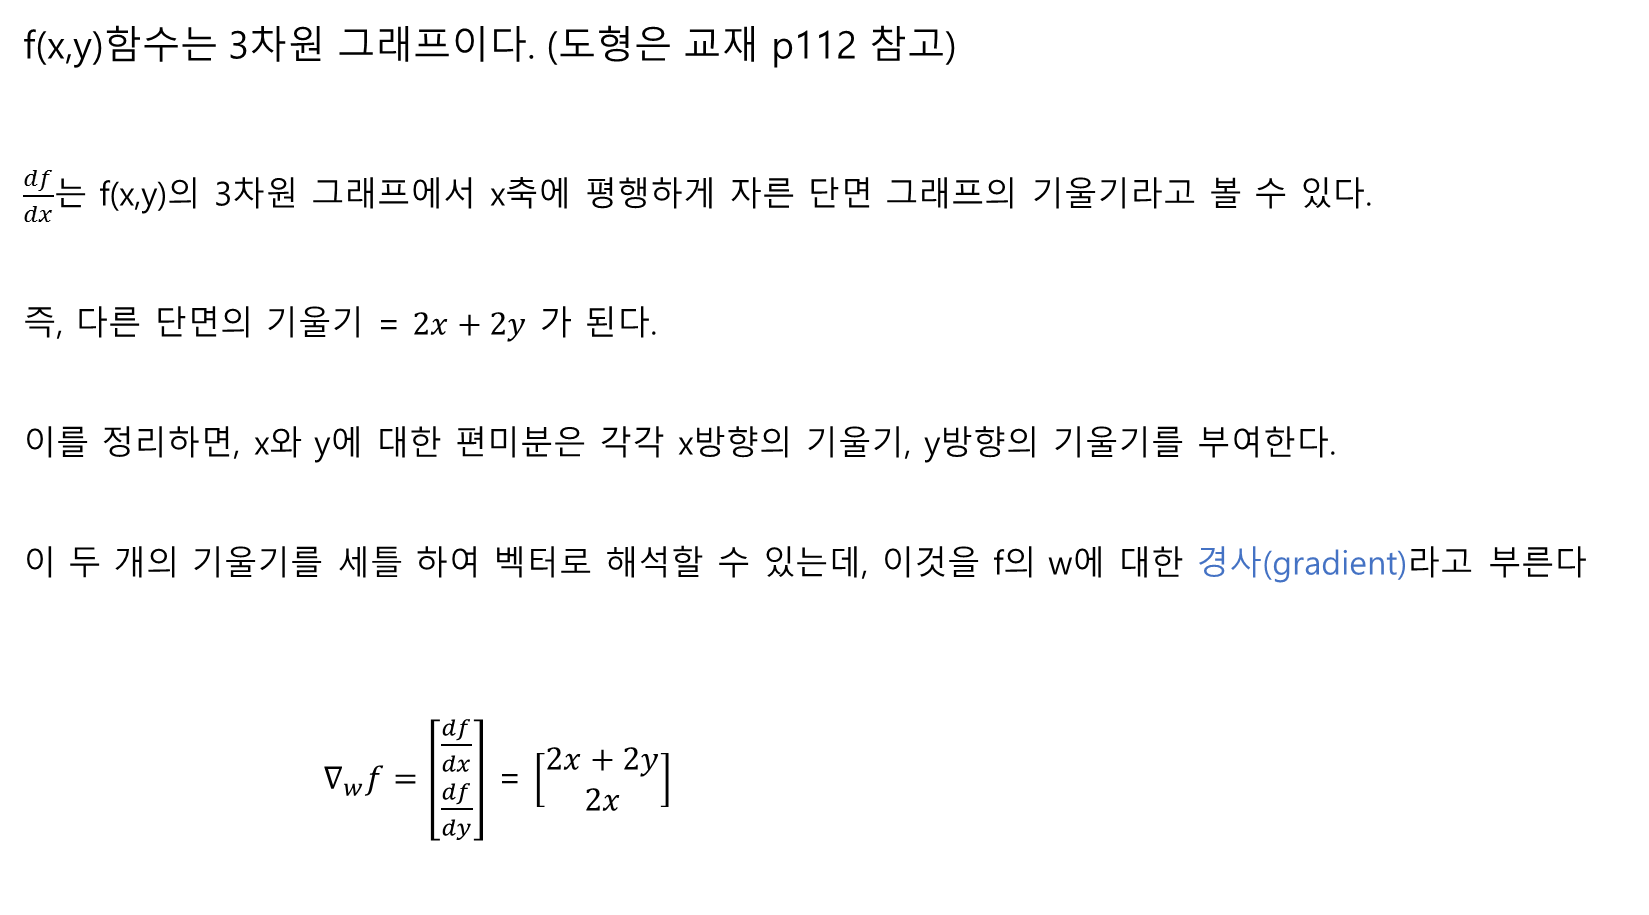 f(x,y)함수는 3차원 그래프이다. (도형은 교재 p112 참고)
df/dx는 f(x,y)의 3차원 그래프에서 x축에 평행하게 자른 단면 그래프의 기울기라고 볼 수 있다.
즉, 다른 단면의 기울기 = 2x + 2y 가 된다.
이를 정리하면, x와 y에 대한 편미분은 각각 x방향의 기울기, y방향의 기울기를 부여한다.
이 두 개의 기울기를 세틀 하여 벡터로 해석할 수 있는데, 이것을 f의 w에 대한 경사(gradient)라고 부른다
∇_w f = [df/dx df/dy] = [2x + 2y 2x]